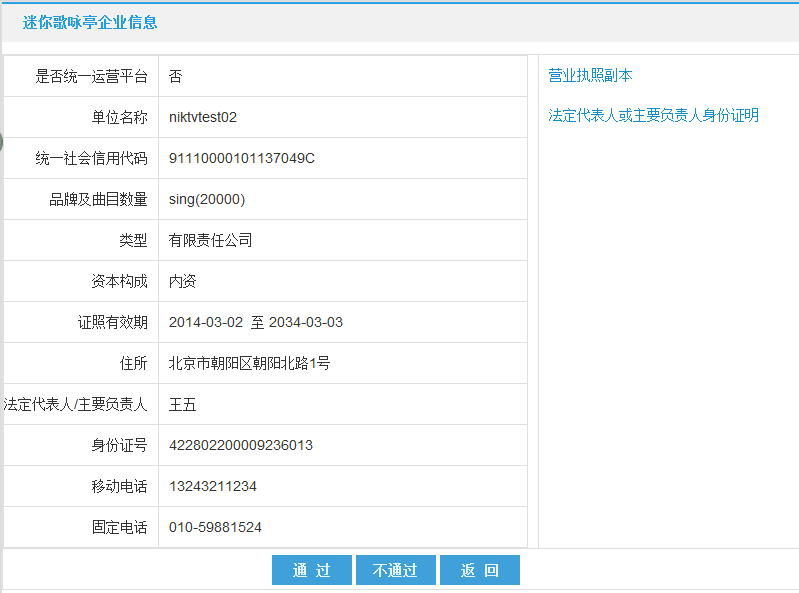 迷你歌咏亭企业信息
是否统一运营平台 否
单位名称 niktvtest02
统一社会信用代码 91110000101137049C
品牌及曲目数量 sing(20000)
类型 有限责任公司
资本构成 内资
证照有效期 2014-03-02 至 2034-03-03
住所 北京市朝阳区朝阳北路1号
法定代表人/主要负责人 王五
身份证号 422802200009236013
移动电话 13243211234
固定电话 010-59881524
营业执照副本
法定代表人或主要负责人身份证明
通 过 不通过 返 回